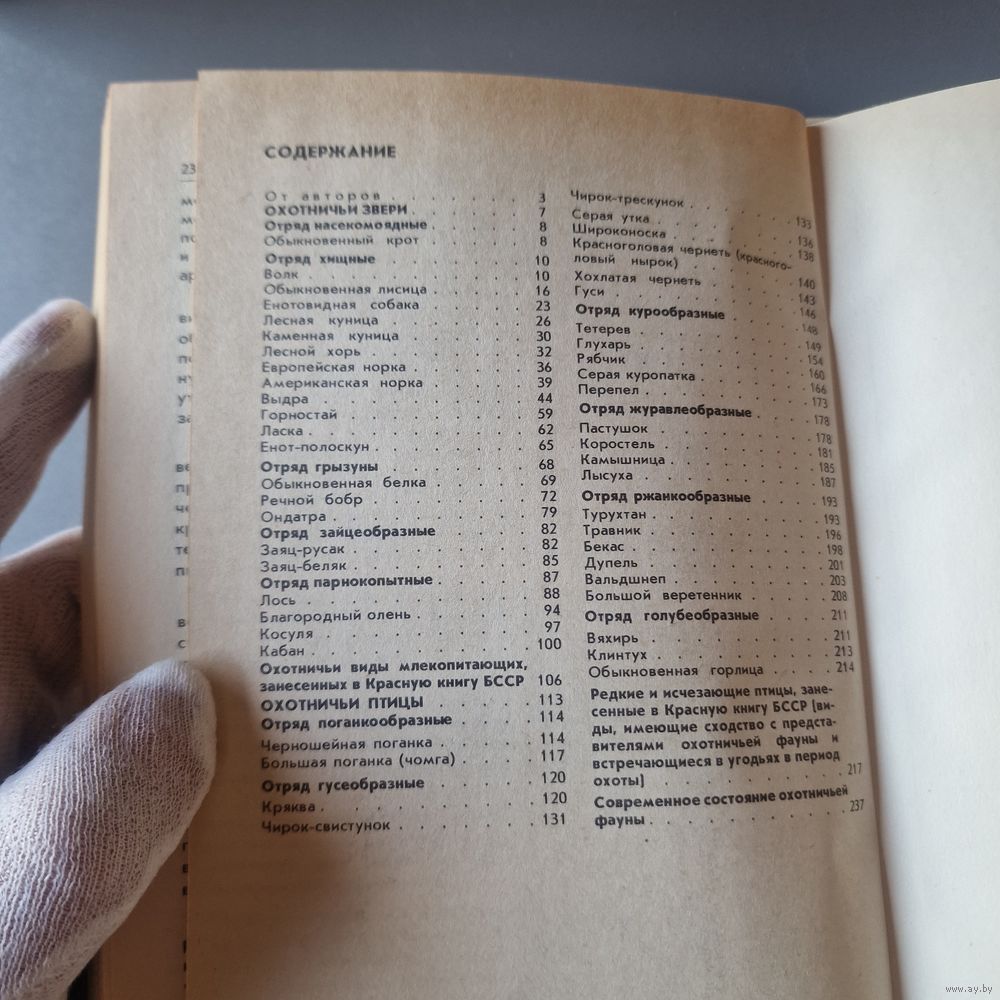 СОДЕРЖАНИЕ
От авторов . . . . . . . . 3
ОХОТНИЧЬИ ЗВЕРИ . . . . . . . 7
Отряд насекомоядные . . . . . . 8
Обыкновенный крот . . . . . . 8
Отряд хищные . . . . . . . . 10
Волк . . . . . . . . . . 10
Обыкновенная лисица . . . . . . 16
Енотовидная собака . . . . . . 23
Лесная куница . . . . . . . 26
Каменная куница . . . . . . . 30
Лесной хорь . . . . . . . . 32
Европейская норка . . . . . . 36
Американская норка . . . . . . 39
Выдра . . . . . . . . . . 44
Горностай . . . . . . . . . 59
Ласка . . . . . . . . . . 62
Енот-полоскун . . . . . . . . 65
Отряд грызуны . . . . . . . . 68
Обыкновенная белка . . . . . . 69
Речной бобр . . . . . . . . 72
Ондатра . . . . . . . . . 79
Отряд зайцеобразные . . . . . . 82
Заяц-русак . . . . . . . . . 82
Заяц-беляк . . . . . . . . . 85
Отряд парнокопытные . . . . . . 87
Лось . . . . . . . . . . 88
Благородный олень . . . . . . 94
Косуля . . . . . . . . . . 97
Кабан . . . . . . . . . . 100
Охотничьи виды млекопитающих,
занесенных в Красную книгу БССР 106
ОХОТНИЧЬИ ПТИЦЫ . . . . . . 113
Отряд поганкообразные . . . . . 114
Черношейная поганка . . . . . 114
Большая поганка (чомга) . . . . 117
Отряд гусеобразные . . . . . . 120
Кряква . . . . . . . . . . 120
Чирок-свистунок . . . . . . . 131
Чирок-трескунок . . . . . . . 133
Серая утка . . . . . . . . 136
Широконоска . . . . . . . . 138
Красноголовая чернеть (красного-
ловый нырок) . . . . . . . 140
Хохлатая чернеть . . . . . . 143
Гуси . . . . . . . . . . 146
Отряд курообразные . . . . . . 148
Тетерев . . . . . . . . . 149
Глухарь . . . . . . . . . 154
Рябчик . . . . . . . . . 160
Серая куропатка . . . . . . . 166
Перепел . . . . . . . . . 173
Отряд журавлеобразные . . . . . 178
Пастушок . . . . . . . . . 178
Коростель . . . . . . . . . 181
Камышница . . . . . . . . . 185
Лысуха . . . . . . . . . . 187
Отряд ржанкообразные . . . . . 193
Турухтан . . . . . . . . . 193
Травник . . . . . . . . . 196
Бекас . . . . . . . . . . 198
Дупель . . . . . . . . . . 201
Вальдшнеп . . . . . . . . . 203
Большой веретенник . . . . . . 208
Отряд голубеобразные . . . . . 211
Вяхирь . . . . . . . . . . 211
Клинтух . . . . . . . . . 213
Обыкновенная горлица . . . . . 214
Редкие и исчезающие птицы, зане-
сенные в Красную книгу БССР [ви-
ды, имеющие сходство с предста-
вителями охотничьей фауны и
встречающиеся в угодьях в период
охоты] . . . . . . . . . . 217
Современное состояние охотничьей
фауны . . . . . . . . . . 237
www.ay.by